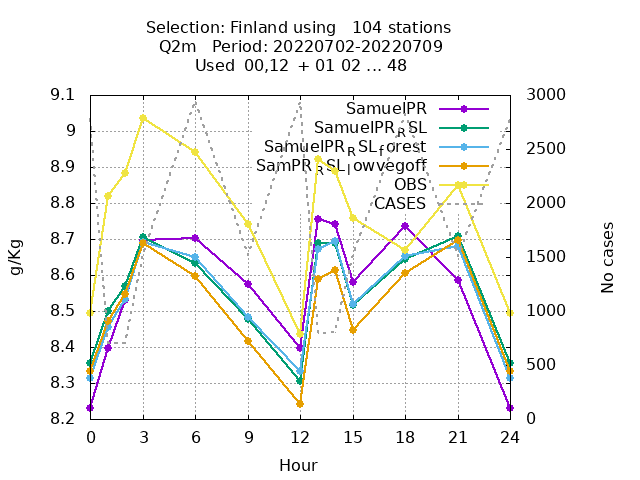 Selection: Finland using   104 stations
Q2m   Period: 20220702-20220709
Used  00,12  + 01 02 ... 48
9.1
9
8.9
8.8
8.7
8.6
8.5
8.4
8.3
8.2
g/Kg
SamuelPR
SamuelPR_RSL
SamuelPR_RSL_forest
SamPR_RSL_lowvegoff
OBS
CASES
3000
2500
2000
1500
1000
500
0
No cases
0 3 6 9 12 15 18 21 24
Hour